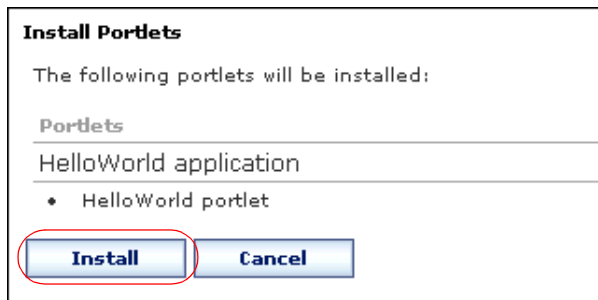 Install Portlets
The following portlets will be installed:
Portlets
HelloWorld application
• HelloWorld portlet
Install Cancel